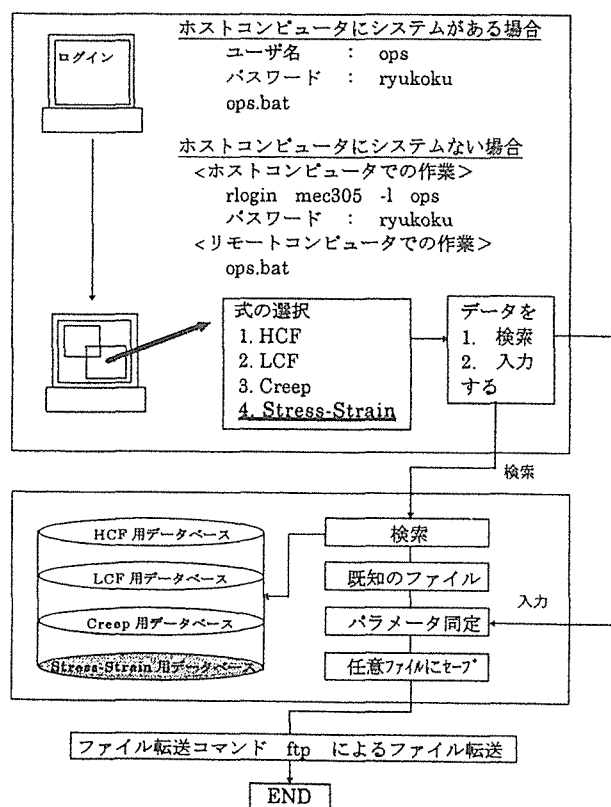 ログイン
ホストコンピュータにシステムがある場合
ユーザ名 : ops
パスワード : ryukoku
ops.bat
ホストコンピュータにシステムない場合
<ホストコンピュータでの作業>
rlogin mec305 -l ops
パスワード : ryukoku
<リモートコンピュータでの作業>
ops.bat
式の選択
1. HCF
2. LCF
3. Creep
4. Stress-Strain
データを
1. 検索
2. 入力
する
検索
HCF 用データベース
LCF 用データベース
Creep 用データベース
Stress-Strain 用データベース
検索
既知のファイル
パラメータ同定
任意ファイルにセーブ
入力
ファイル転送コマンド ftp によるファイル転送
END